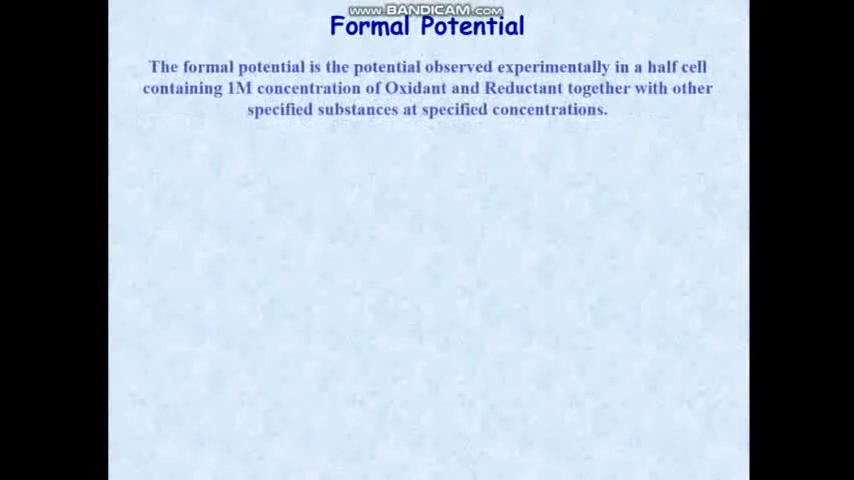 www.BANDICAM.com
Formal Potential
The formal potential is the potential observed experimentally in a half cell
containing 1M concentration of Oxidant and Reductant together with other
specified substances at specified concentrations.